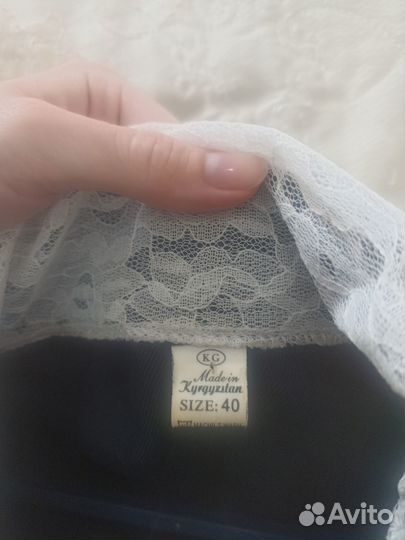 KG
Made in
Kyrgyzstan
SIZE: 40
Avito